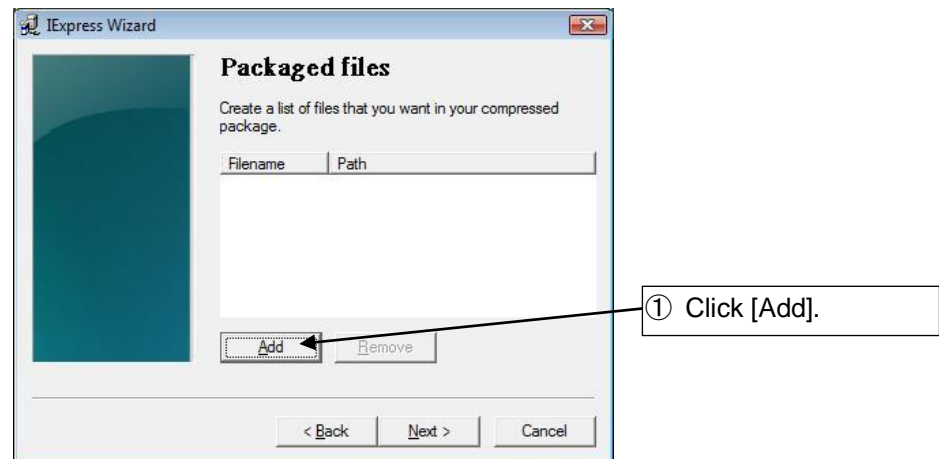 IExpress Wizard
Packaged files
Create a list of files that you want in your compressed
package.
Filename Path
① Click [Add].
Add Remove
< Back Next > Cancel